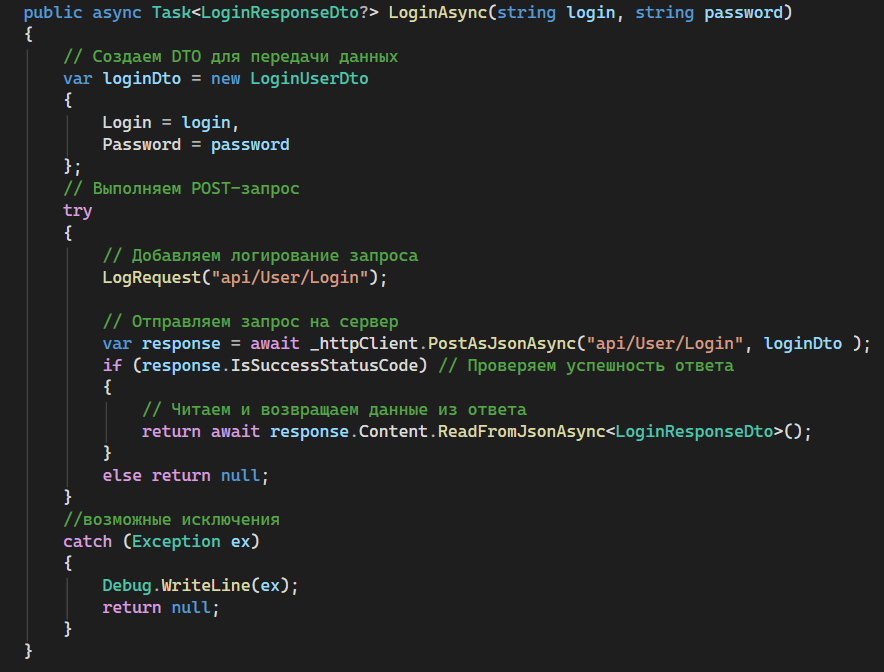 public async Task<LoginResponseDto?> LoginAsync(string login, string password)
{
// Создаем DTO для передачи данных
var loginDto = new LoginUserDto
{
Login = login,
Password = password
};
// Выполняем POST-запрос
try
{
// Добавляем логирование запроса
LogRequest("api/User/Login");
// Отправляем запрос на сервер
var response = await _httpClient.PostAsJsonAsync("api/User/Login", loginDto );
if (response.IsSuccessStatusCode) // Проверяем успешность ответа
{
// Читаем и возвращаем данные из ответа
return await response.Content.ReadFromJsonAsync<LoginResponseDto>();
}
else return null;
}
//возможные исключения
catch (Exception ex)
{
Debug.WriteLine(ex);
return null;
}
}